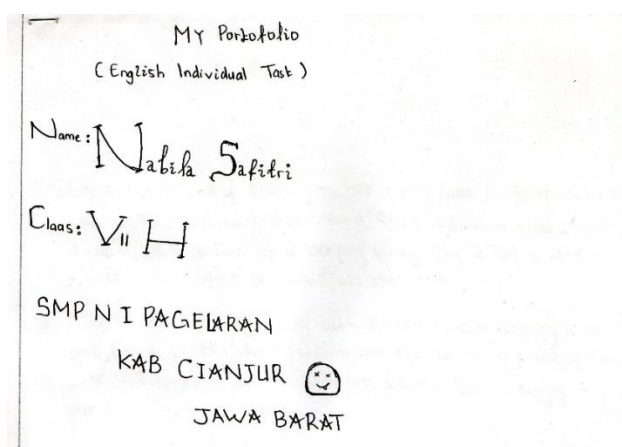 MY Portofolio
(English Individual Task)
Name: Nabila Safitri
Claas: VII H
SMP N I PAGELARAN
KAB CIANJUR
JAWA BARAT